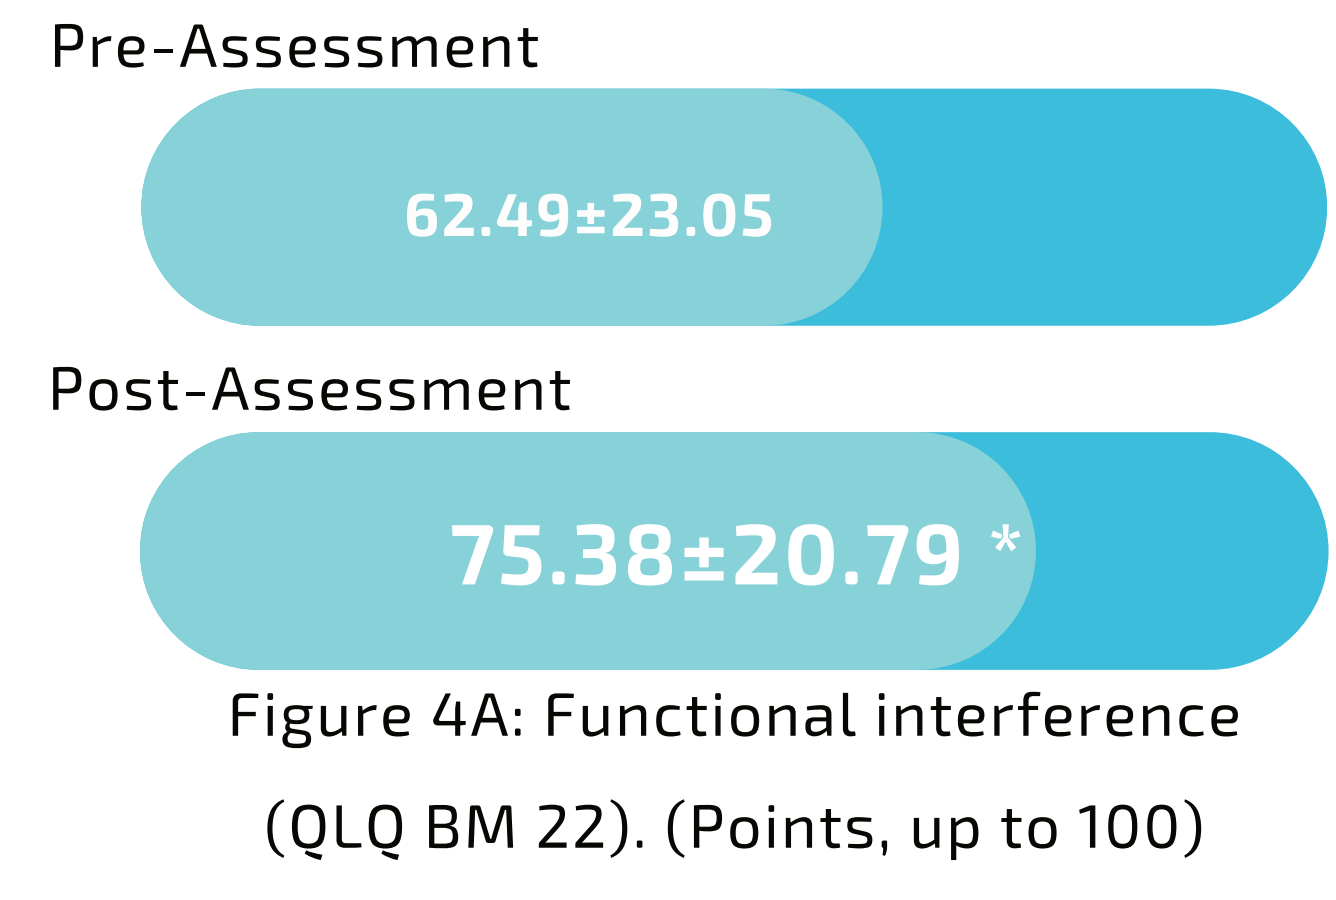 Pre-Assessment
62.49±23.05
Post-Assessment
75.38±20.79 *
Figure 4A: Functional interference
(QLQ BM 22). (Points, up to 100)